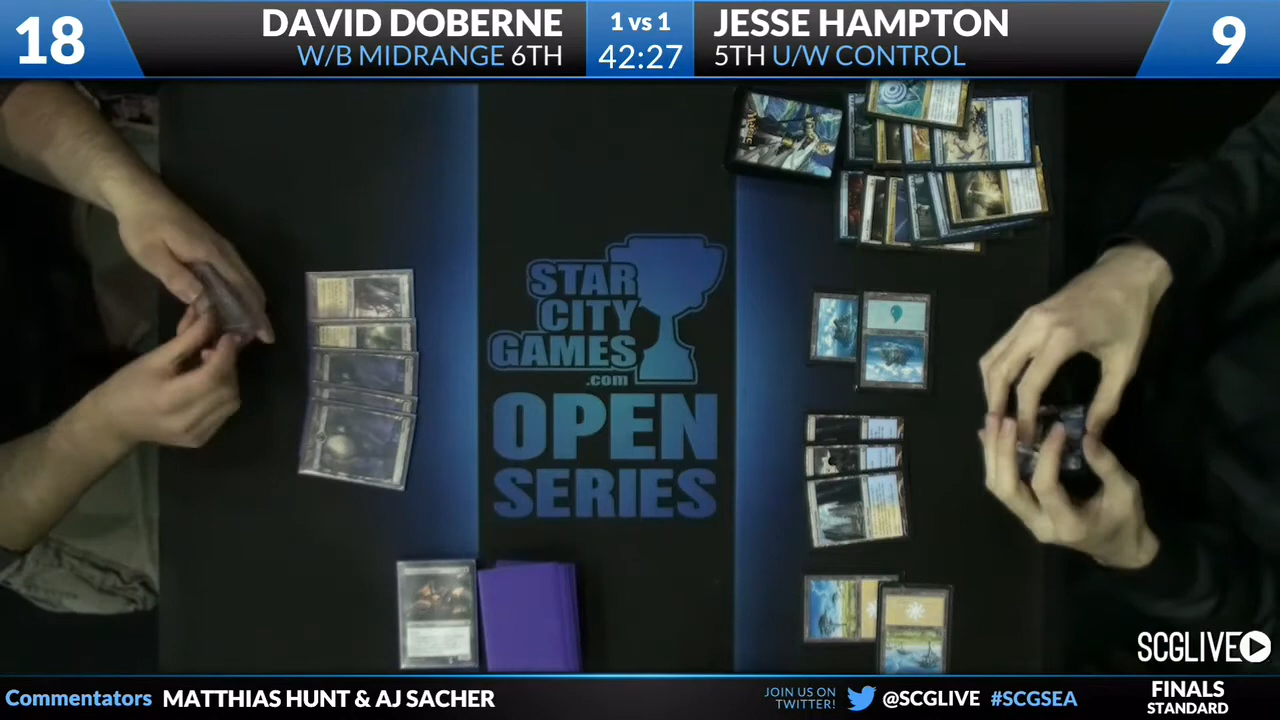 18
DAVID DOBERNE
W/B MIDRANGE 6TH
1 vs 1
42:27
JESSE HAMPTON
5TH U/W CONTROL
9
STAR
CITY
GAMES
.com
OPEN
SERIES
SCGLIVE
Commentators MATTHIAS HUNT & AJ SACHER
JOIN US ON
TWITTER!
@SCGLIVE #SCGSEA
FINALS
STANDARD